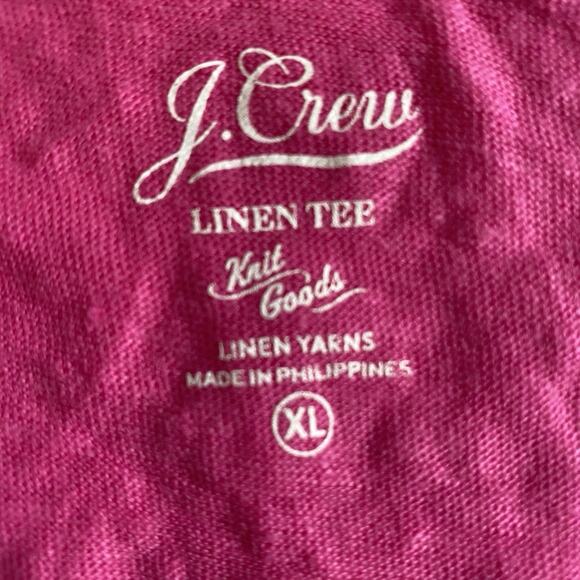 J.Crew
LINEN TEE
Knit
Goods
LINEN YARNS
MADE IN PHILIPPINES
XL